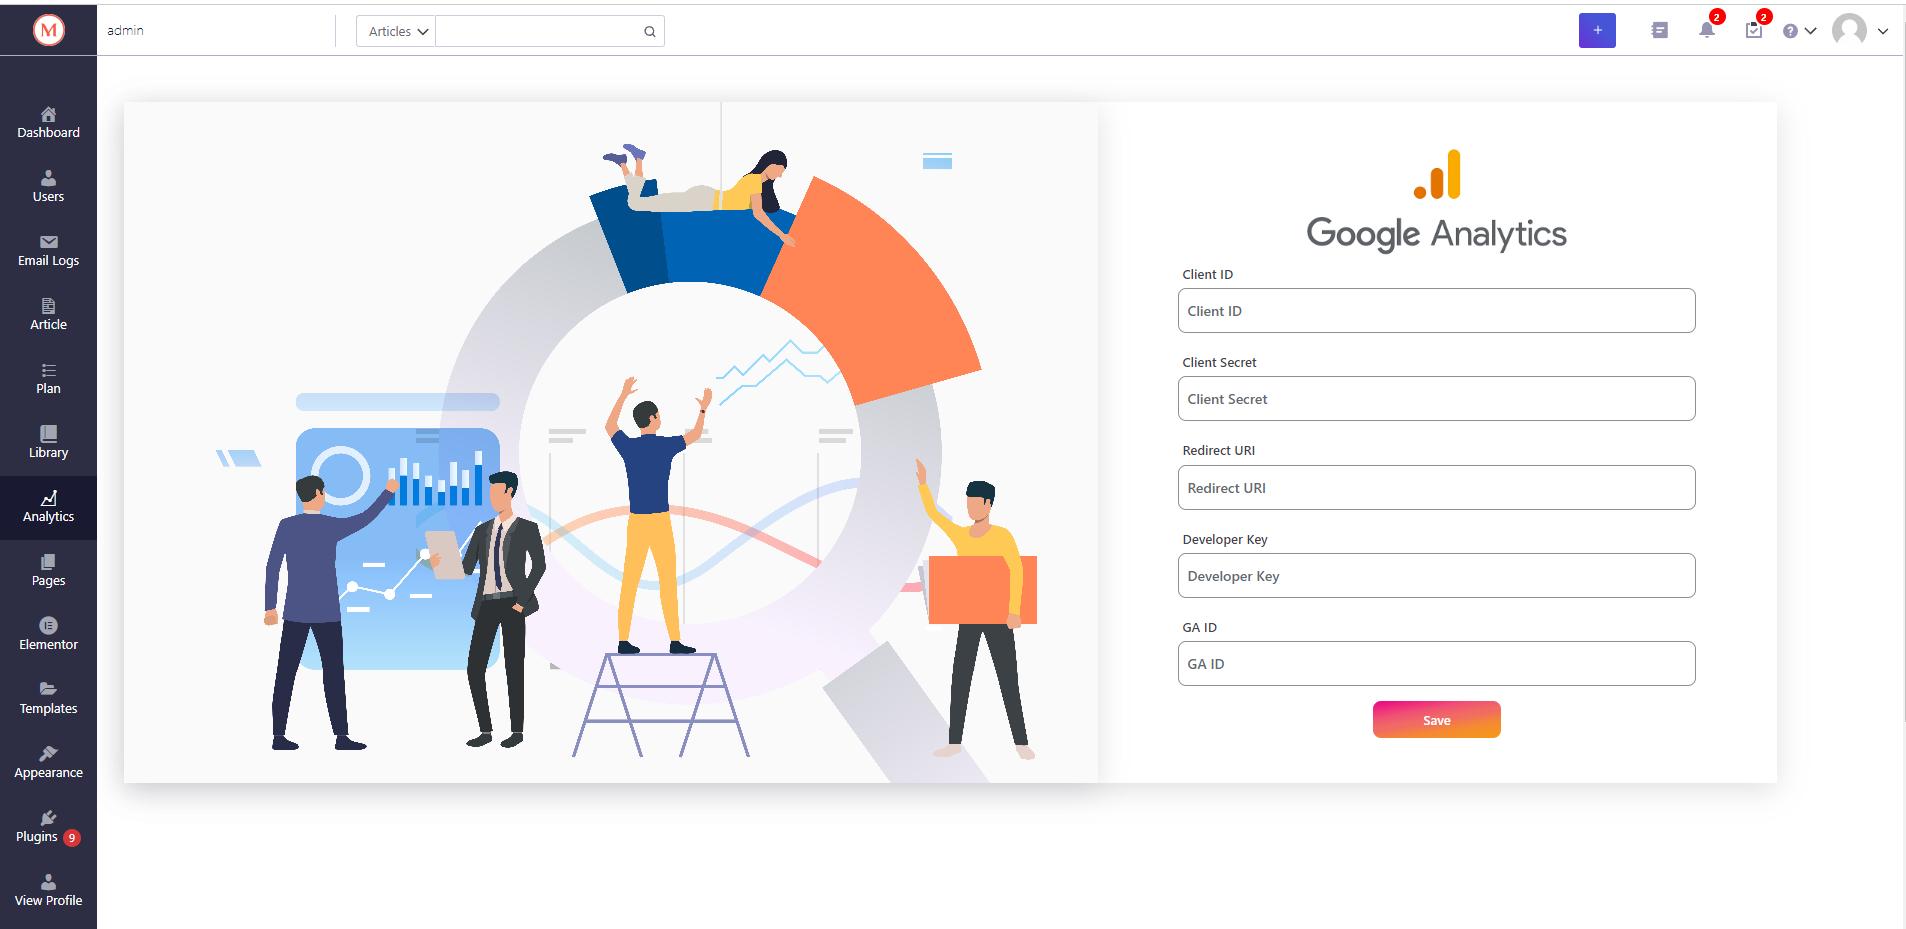 M
admin
Articles
+
2
2
?
Dashboard
Users
Email Logs
Article
Plan
Library
Analytics
Pages
Elementor
Templates
Appearance
Plugins 9
View Profile
Google Analytics
Client ID
Client ID
Client Secret
Client Secret
Redirect URI
Redirect URI
Developer Key
Developer Key
GA ID
GA ID
Save